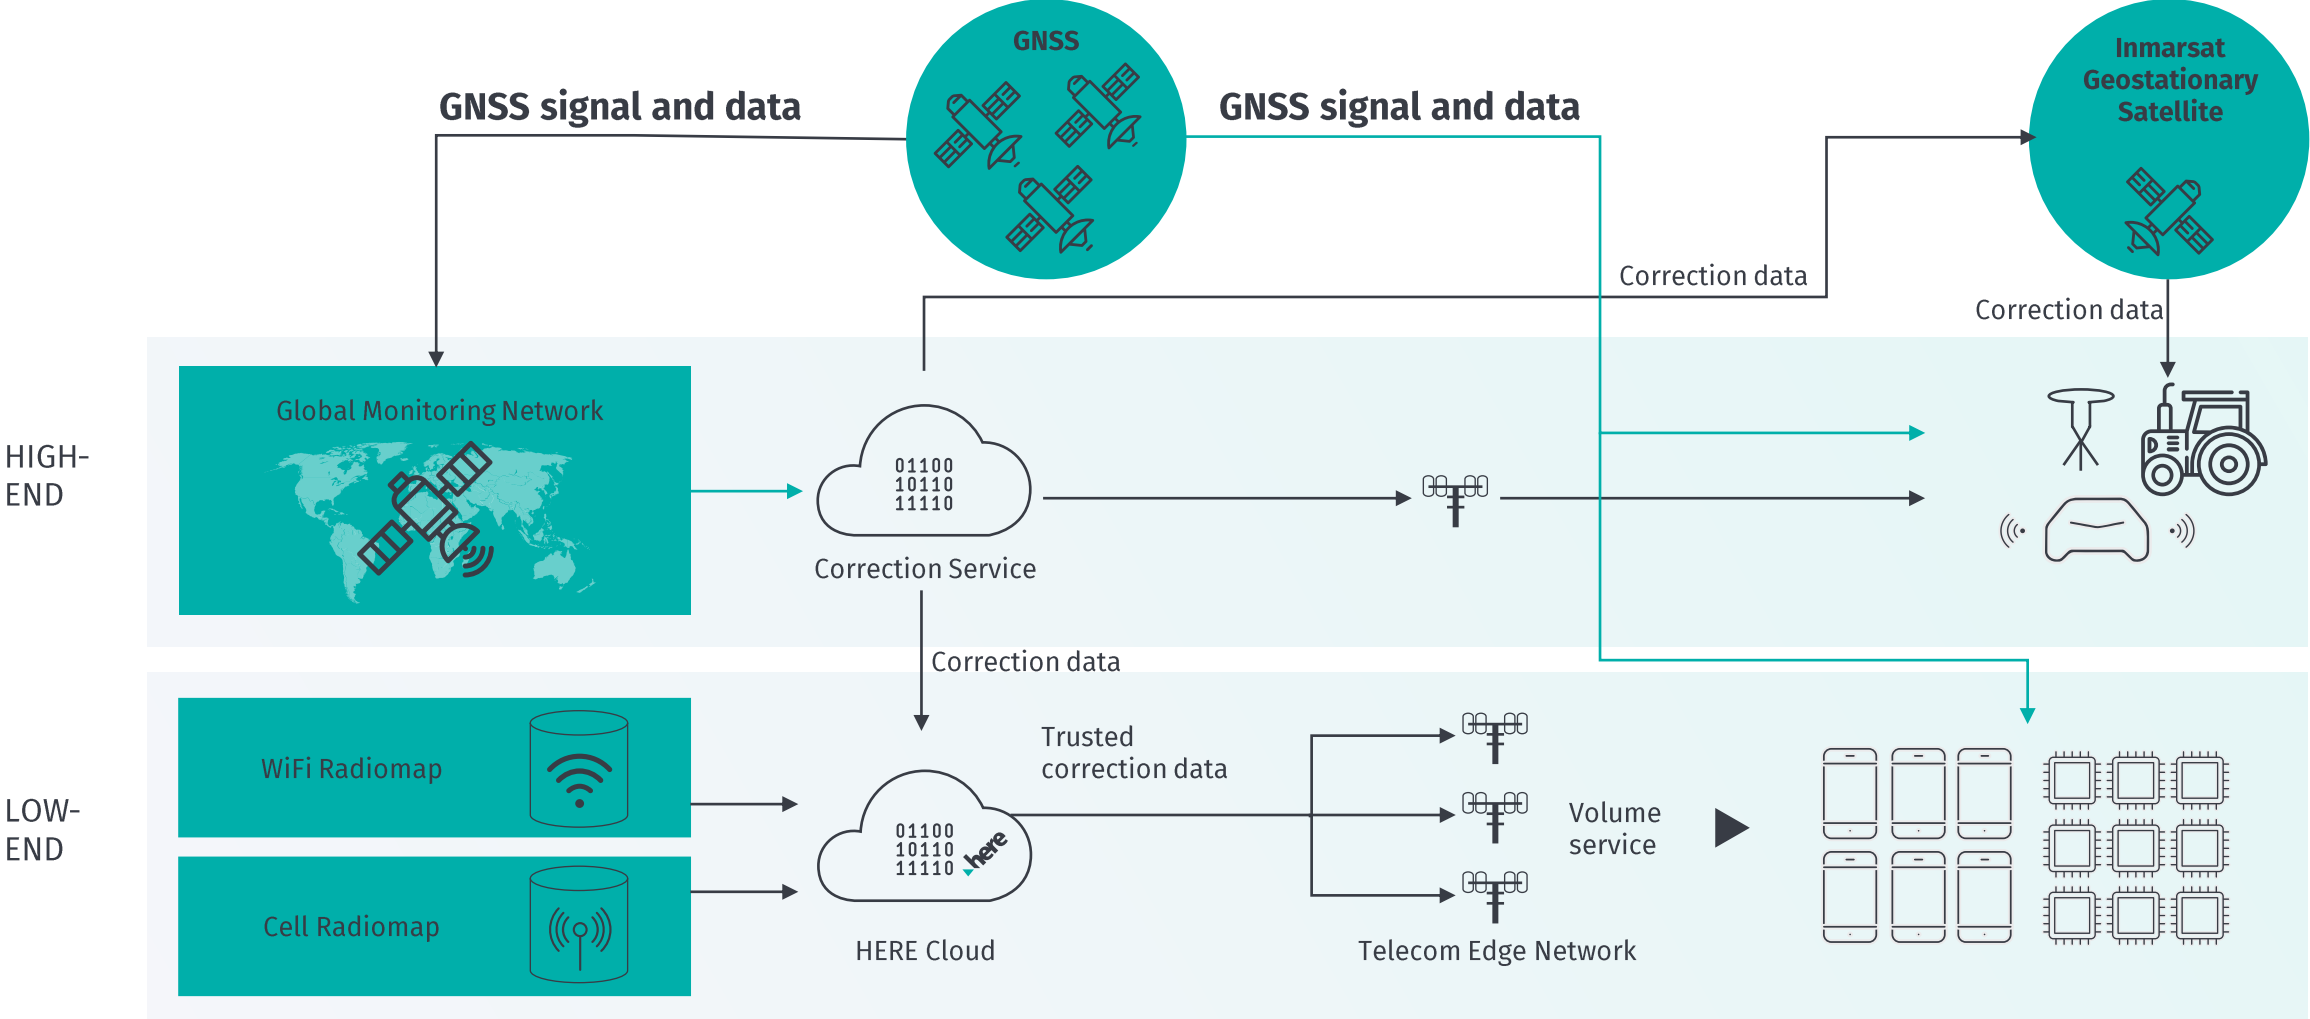 GNSS
Inmarsat
Geostationary
Satellite
GNSS signal and data
GNSS signal and data
Correction data
Correction data
HIGH-
END
Global Monitoring Network
01100
10110
11110
Correction Service
Correction data
LOW-
END
WiFi Radiomap
Cell Radiomap
Trusted
correction data
01100
10110
11110
here
HERE Cloud
Volume
service
Telecom Edge Network